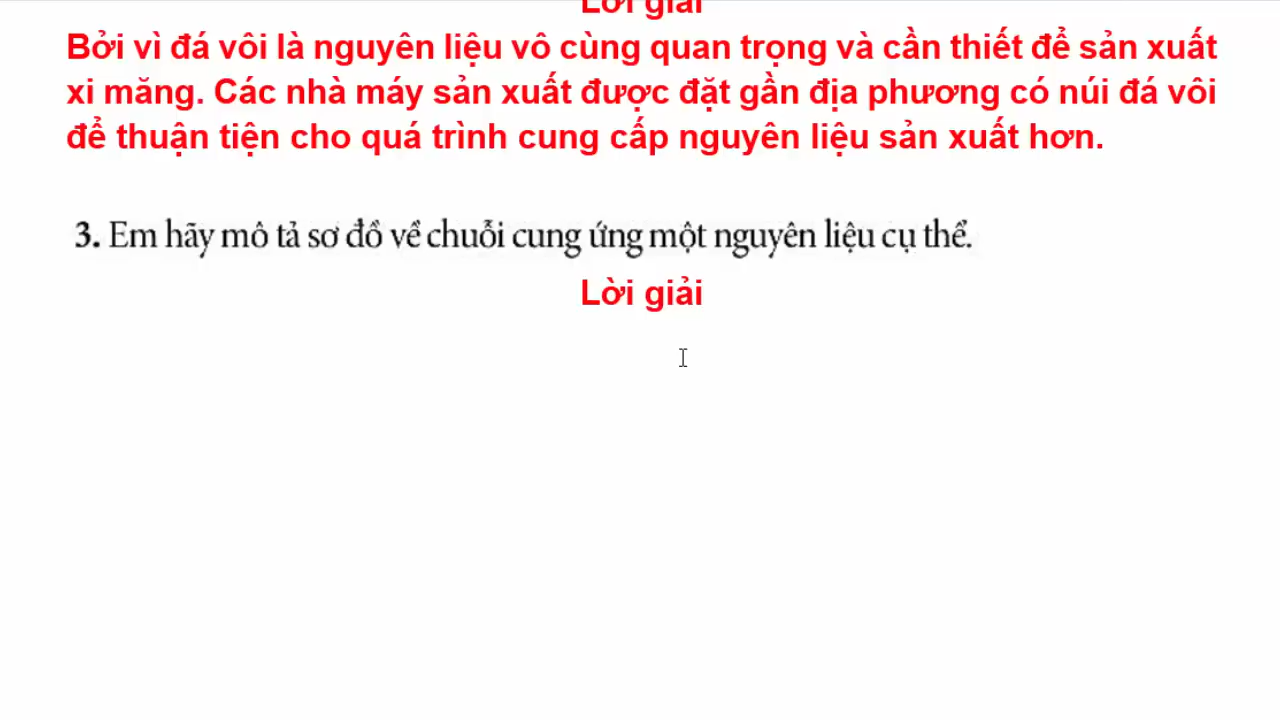 Lời giải
Bởi vì đá vôi là nguyên liệu vô cùng quan trọng và cần thiết để sản xuất
xi măng. Các nhà máy sản xuất được đặt gần địa phương có núi đá vôi
để thuận tiện cho quá trình cung cấp nguyên liệu sản xuất hơn.
3. Em hãy mô tả sơ đồ về chuỗi cung ứng một nguyên liệu cụ thể.
Lời giải